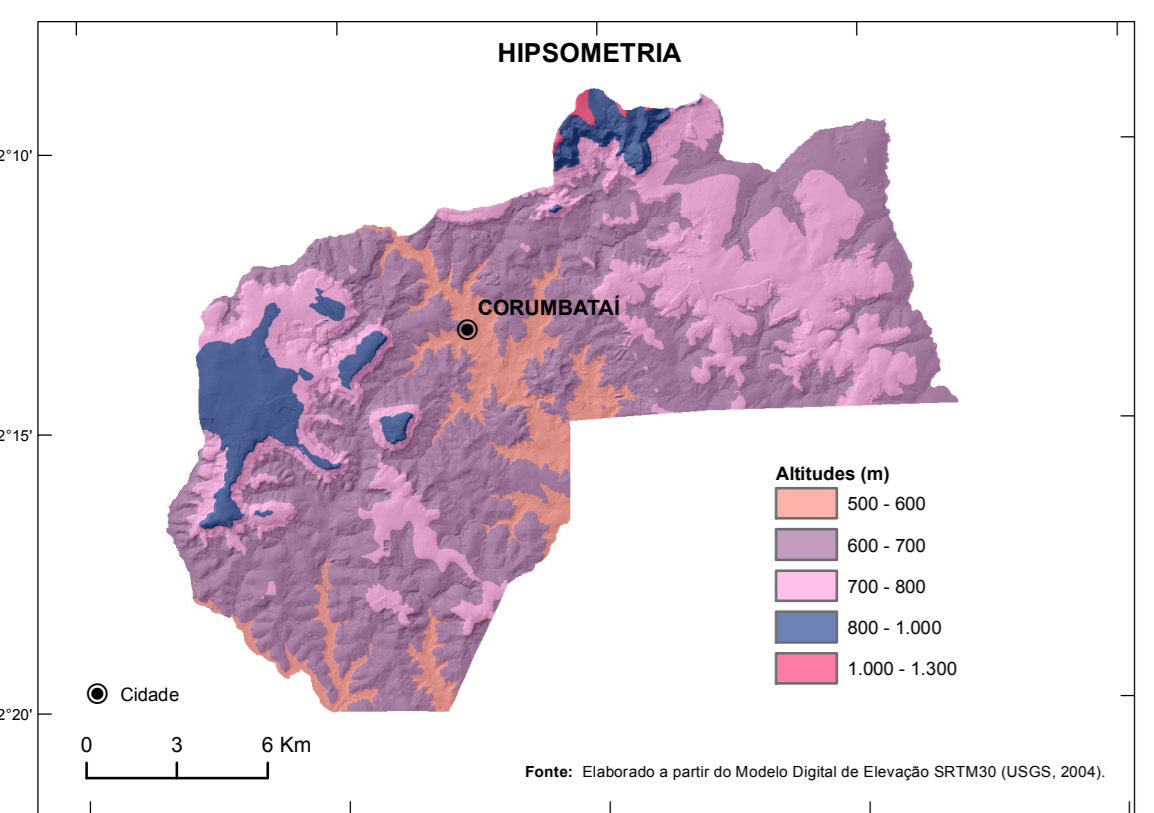 HIPSOMETRIA
2°10'
CORUMBATAÍ
2°15'
Altitudes (m)
500 - 600
600 - 700
700 - 800
800 - 1.000
1.000 - 1.300
Cidade
2°20'
0 3 6 Km
Fonte: Elaborado a partir do Modelo Digital de Elevação SRTM30 (USGS, 2004).